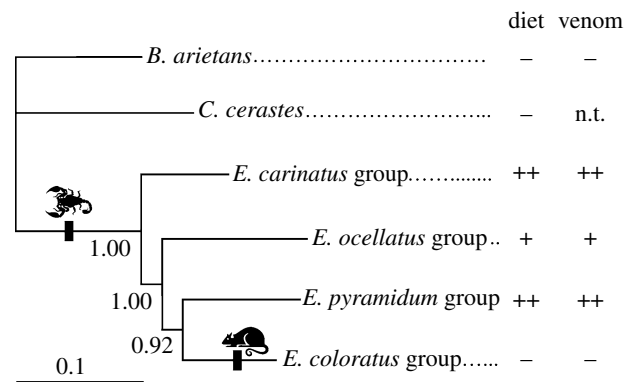 diet venom
B. arietans................................. – –
C. cerastes.......................... – n.t.
E. carinatus group.............. ++ ++
1.00
E. ocellatus group.. + +
1.00
E. pyramidum group ++ ++
0.92
E. coloratus group...... – –
0.1